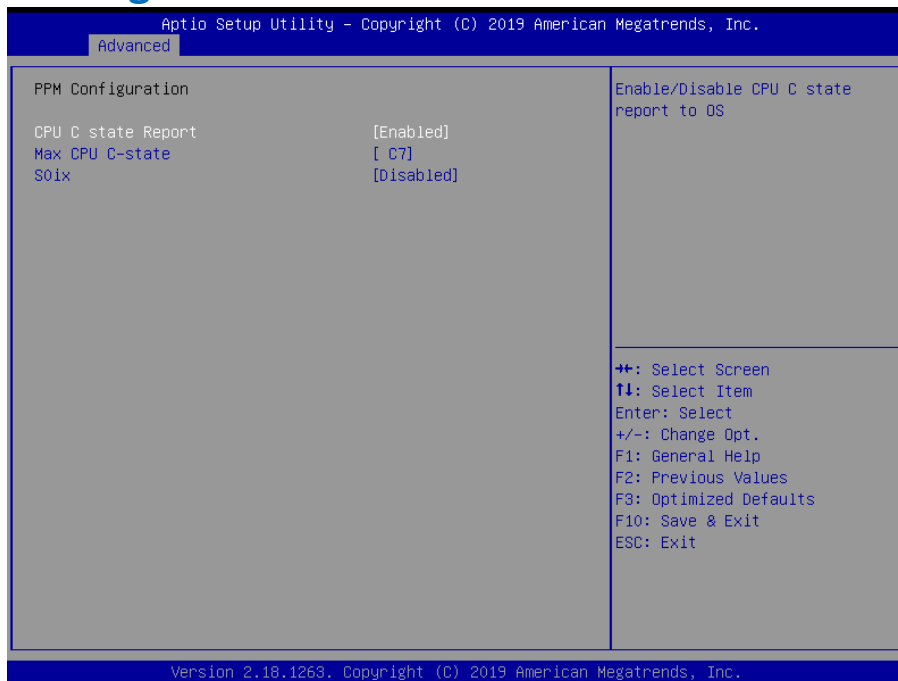 Aptio Setup Utility – Copyright (C) 2019 American Megatrends, Inc.
Advanced
PPM Configuration
CPU C state Report [Enabled]
Max CPU C-state [ C7]
S0ix [Disabled]
Enable/Disable CPU C state
report to OS
→←: Select Screen
↑↓: Select Item
Enter: Select
+/-: Change Opt.
F1: General Help
F2: Previous Values
F3: Optimized Defaults
F10: Save & Exit
ESC: Exit
Version 2.18.1263. Copyright (C) 2019 American Megatrends, Inc.